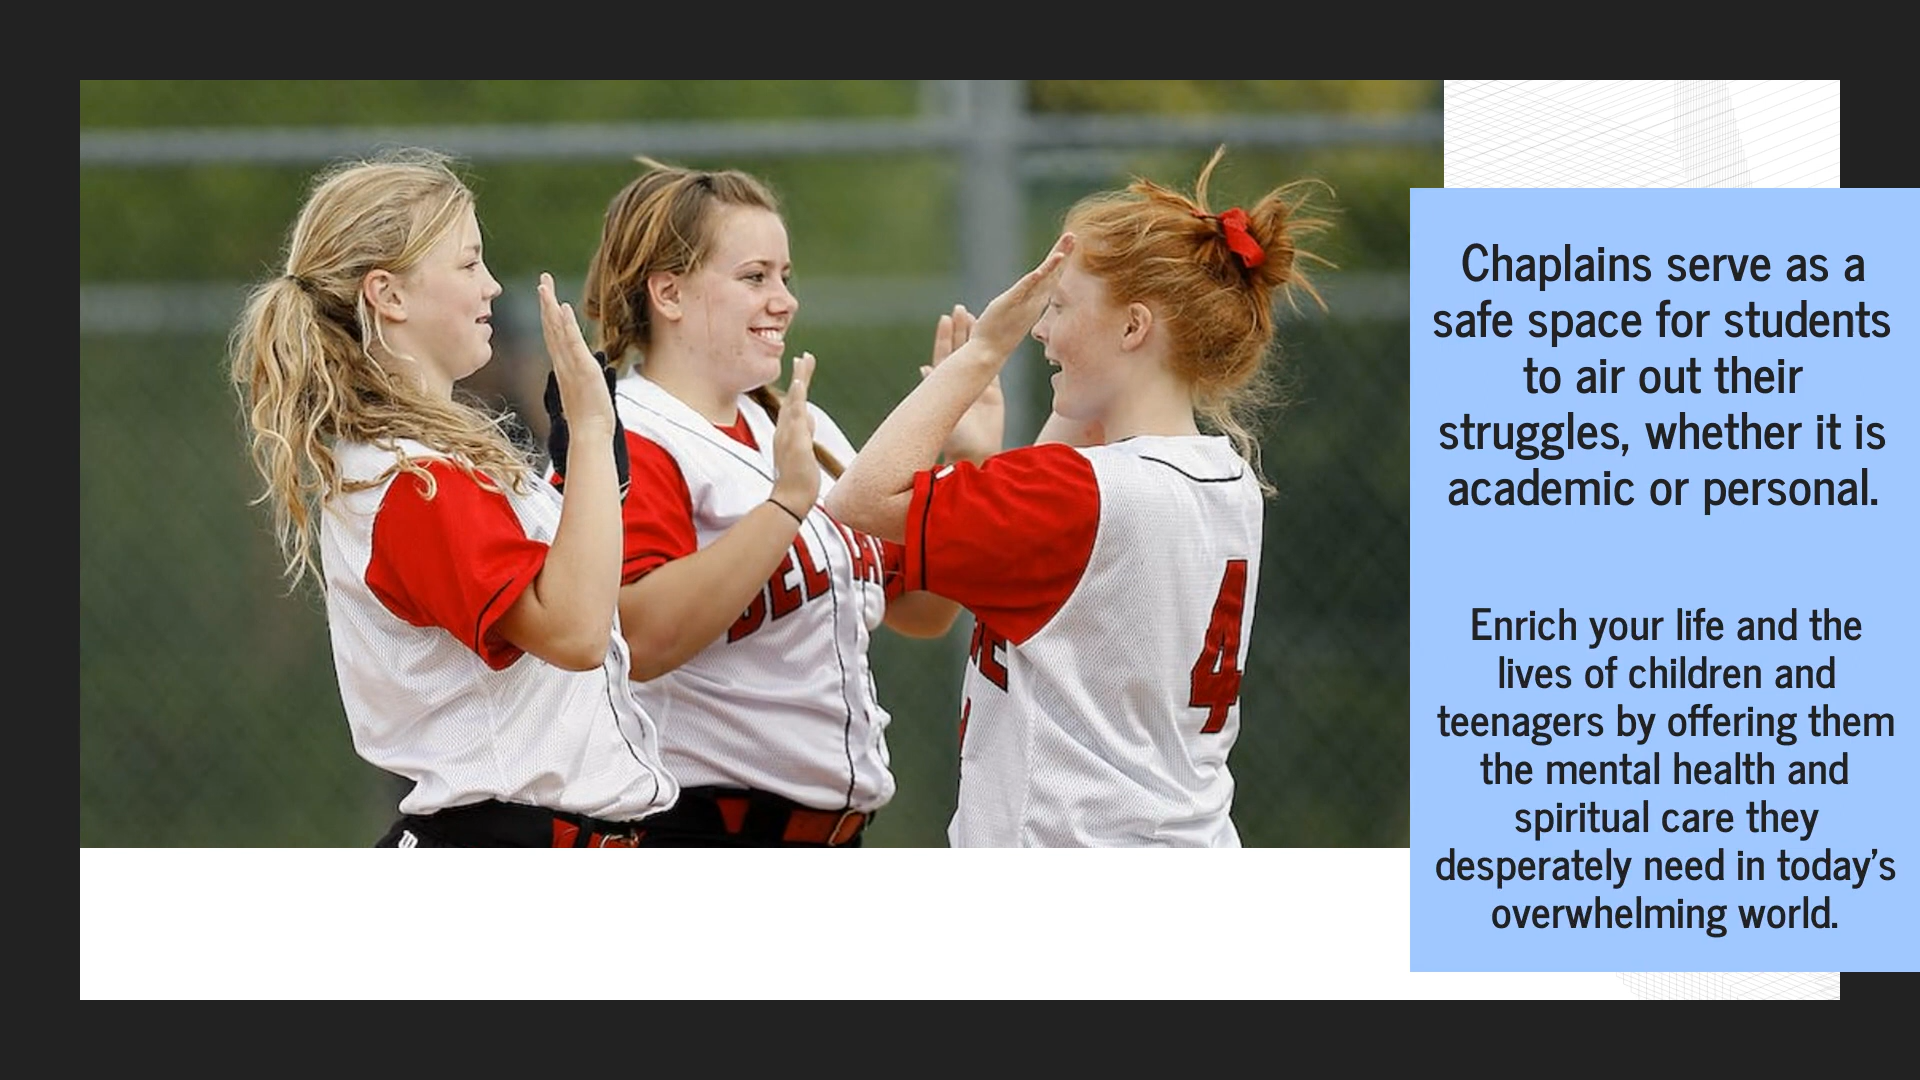 Chaplains serve as a
safe space for students
to air out their
struggles, whether it is
academic or personal.
Enrich your life and the
lives of children and
teenagers by offering them
the mental health and
spiritual care they
desperately need in today’s
overwhelming world.
4